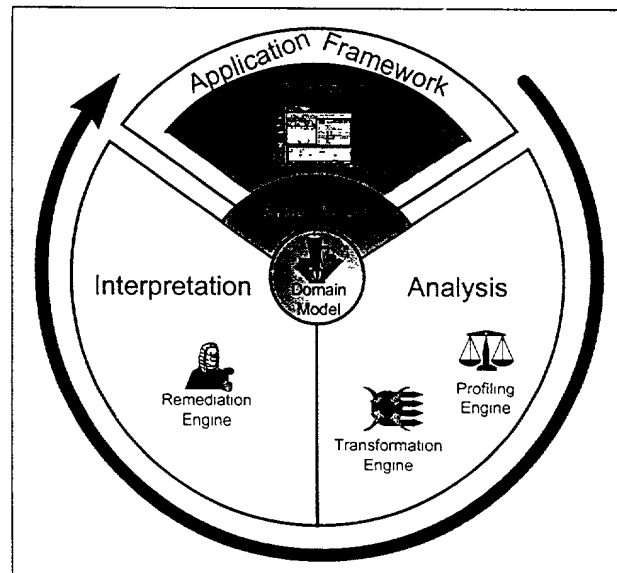 Application Framework
Interpretation
Analysis
Domain
Model
Remediation
Engine
Profiling
Engine
Transformation
Engine